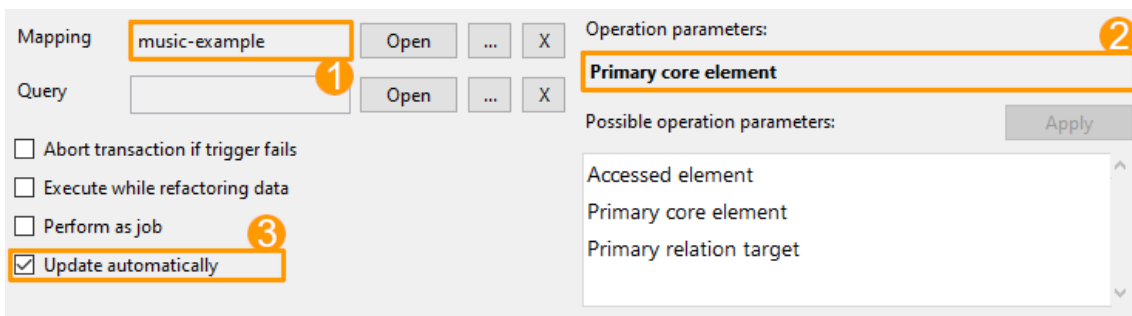 Mapping
music-example
Open
...
X
1
Query
Open
...
X
Abort transaction if trigger fails
Execute while refactoring data
Perform as job
3
Update automatically
Operation parameters:
2
Primary core element
Possible operation parameters:
Apply
Accessed element
Primary core element
Primary relation target